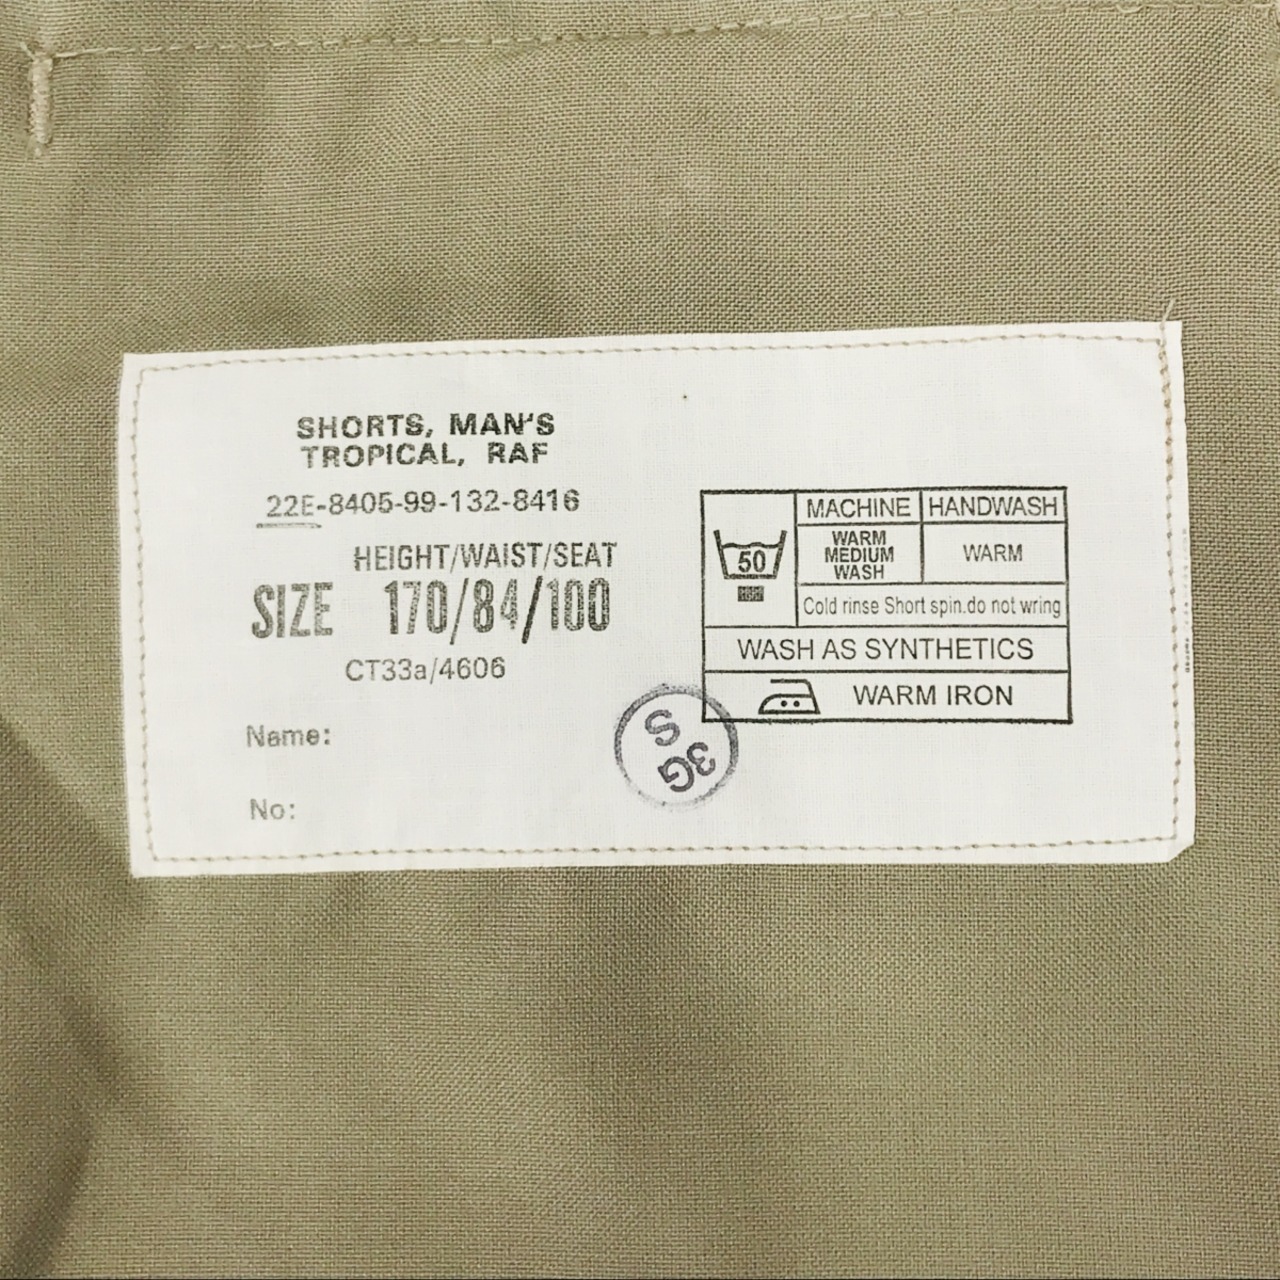 SHORTS, MAN'S
TROPICAL, RAF
22E-8405-99-132-8416
HEIGHT/WAIST/SEAT
SIZE 170/84/100
CT33a/4606
Name:
No:
MACHINE HANDWASH
50
WARM
MEDIUM
WASH
WARM
Cold rinse Short spin.do not wring
WASH AS SYNTHETICS
WARM IRON
3G
S